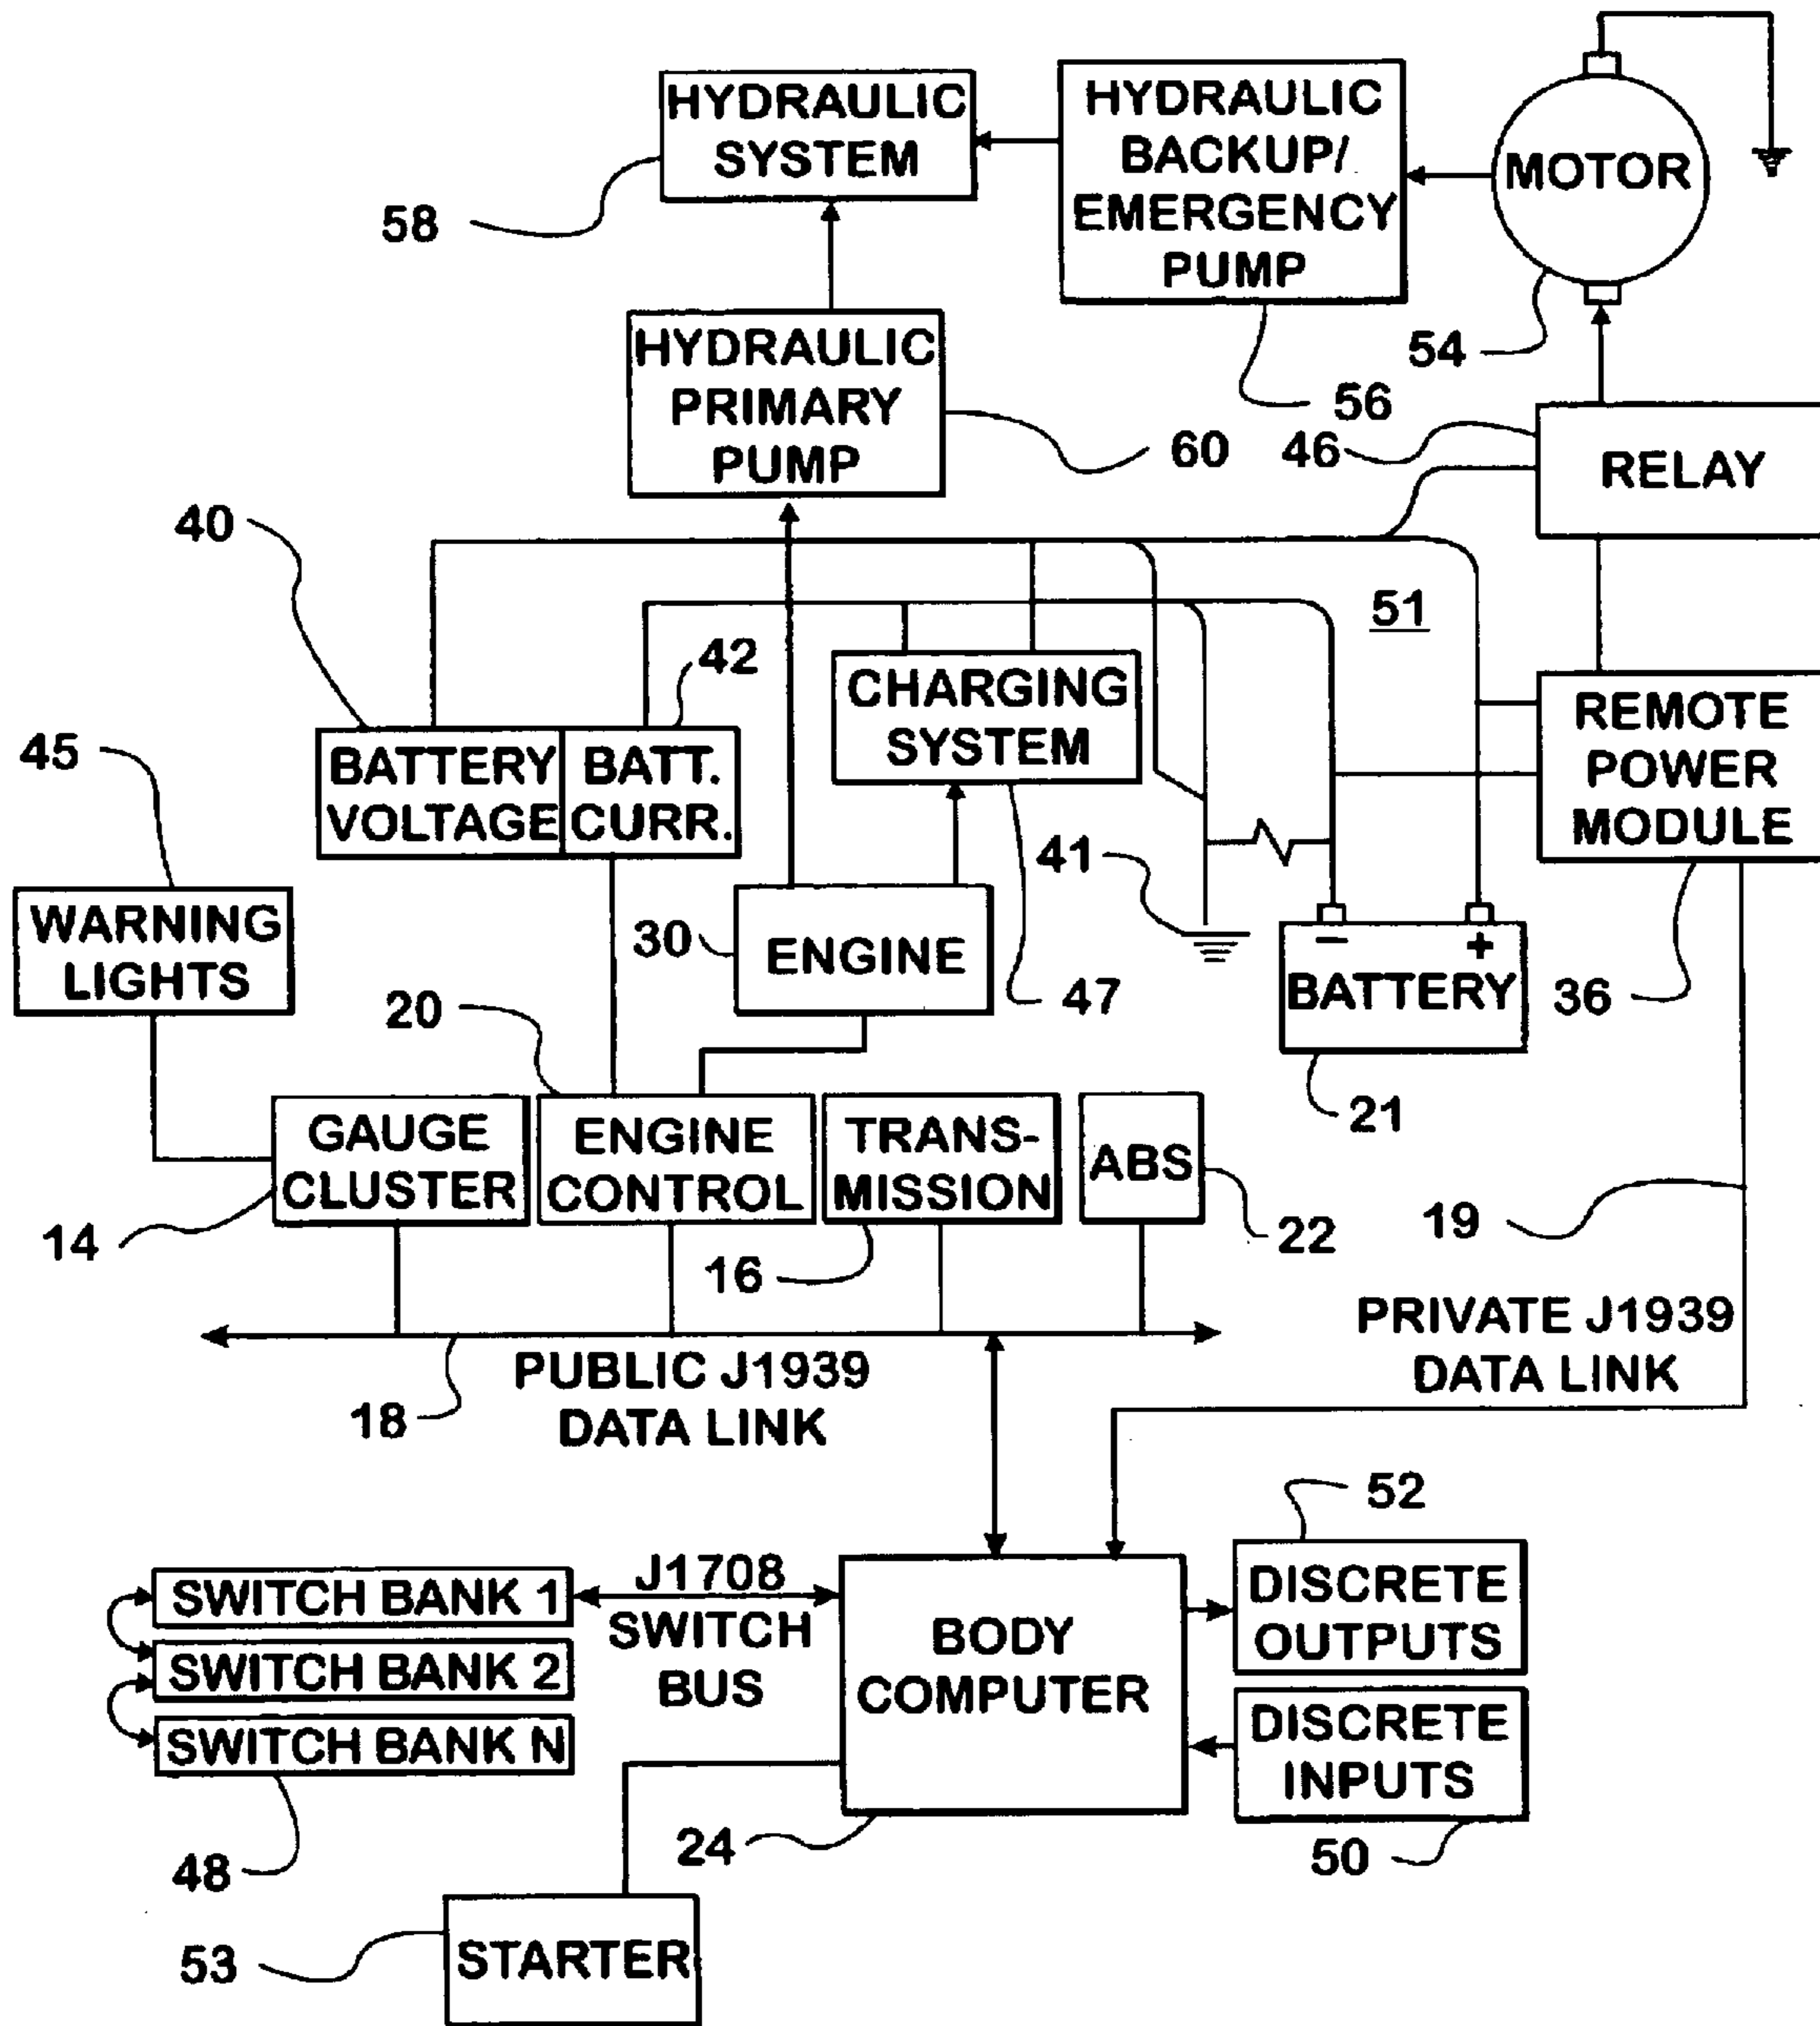 HYDRAULIC
SYSTEM
58
HYDRAULIC
BACKUP/
EMERGENCY
PUMP
56
MOTOR
54
HYDRAULIC
PRIMARY
PUMP
60
46
RELAY
40
42
51
CHARGING
SYSTEM
47
REMOTE
POWER
MODULE
36
BATTERY
VOLTAGE
BATT.
CURR.
45
WARNING
LIGHTS
41
30
ENGINE
- +
BATTERY
21
20
GAUGE
CLUSTER
14
ENGINE
CONTROL
TRANS-
MISSION
16
ABS
22
19
PUBLIC J1939
DATA LINK
18
PRIVATE J1939
DATA LINK
52
SWITCH BANK 1
SWITCH BANK 2
SWITCH BANK N
48
J1708
SWITCH
BUS
BODY
COMPUTER
24
DISCRETE
OUTPUTS
DISCRETE
INPUTS
50
53
STARTER